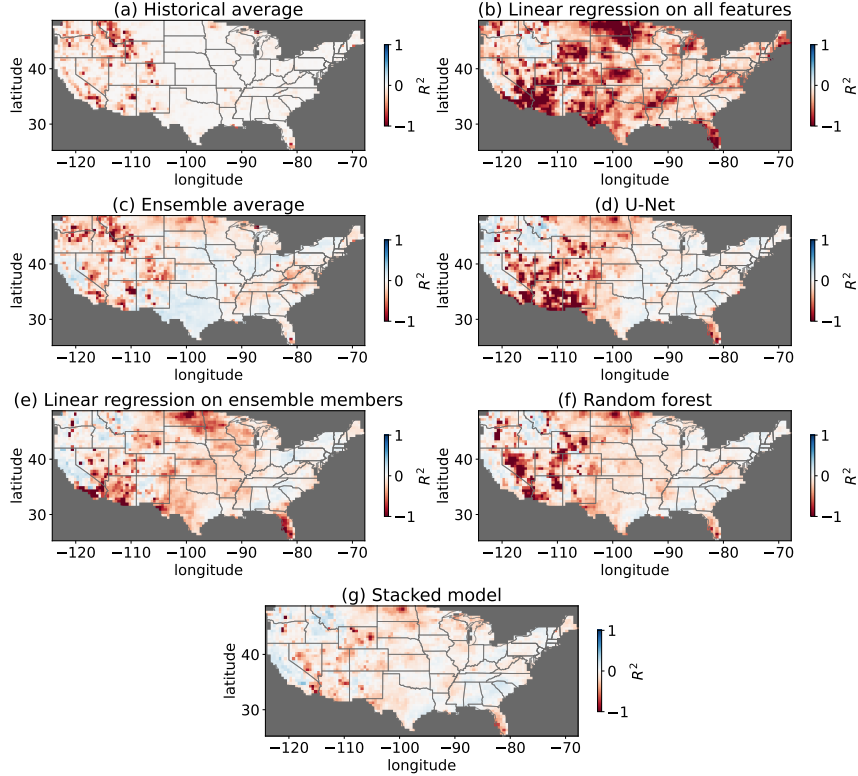 (a) Historical average
latitude
40
30
−120 −110 −100 −90 −80 −70
longitude
1
0
−1
R²
(b) Linear regression on all features
latitude
40
30
−120 −110 −100 −90 −80 −70
longitude
1
0
−1
R²
(c) Ensemble average
latitude
40
30
−120 −110 −100 −90 −80 −70
longitude
1
0
−1
R²
(d) U-Net
latitude
40
30
−120 −110 −100 −90 −80 −70
longitude
1
0
−1
R²
(e) Linear regression on ensemble members
latitude
40
30
−120 −110 −100 −90 −80 −70
longitude
1
0
−1
R²
(f) Random forest
latitude
40
30
−120 −110 −100 −90 −80 −70
longitude
1
0
−1
R²
(g) Stacked model
latitude
40
30
−120 −110 −100 −90 −80 −70
longitude
1
0
−1
R²